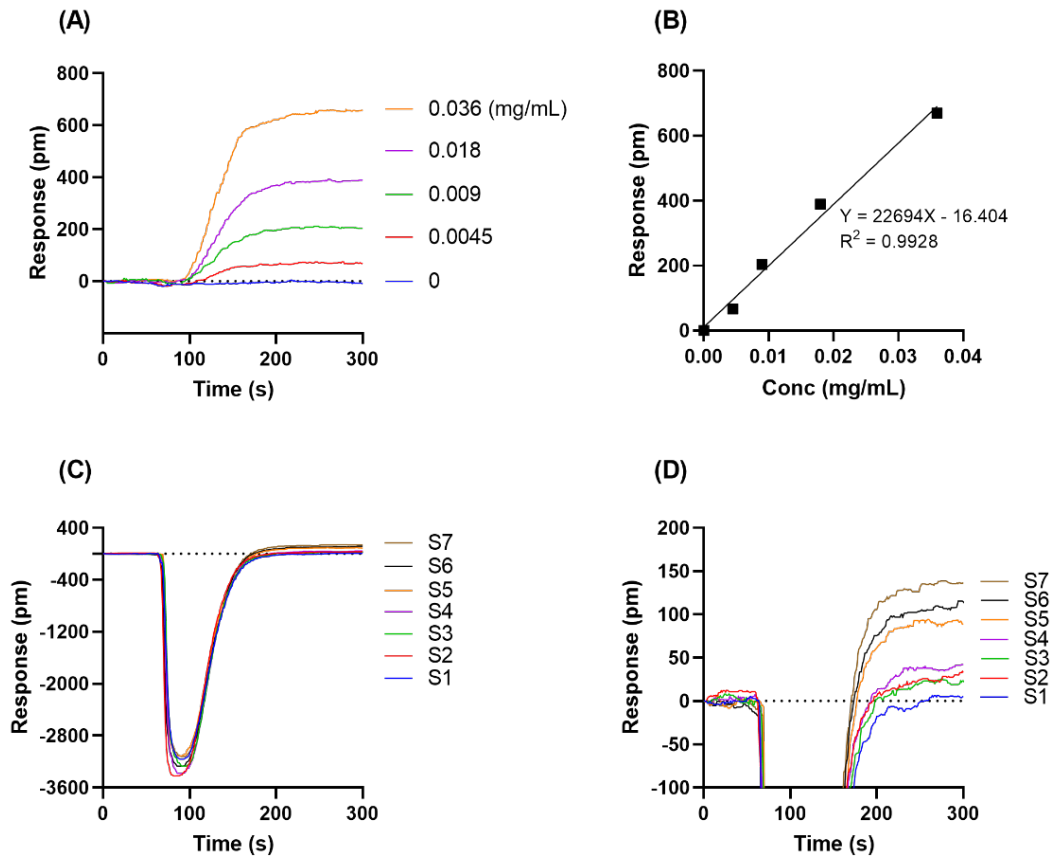 (A)
800
600
400
200
0
Response (pm)
0
100
200
300
Time (s)
0.036 (mg/mL)
0.018
0.009
0.0045
0
(B)
800
600
400
200
0
Response (pm)
0.00
0.01
0.02
0.03
0.04
Conc (mg/mL)
Y = 22694X - 16.404
R² = 0.9928
(C)
400
-400
-1200
-2000
-2800
-3600
Response (pm)
0
100
200
300
Time (s)
S7
S6
S5
S4
S3
S2
S1
(D)
200
150
100
50
0
-50
-100
Response (pm)
0
100
200
300
Time (s)
S7
S6
S5
S4
S3
S2
S1